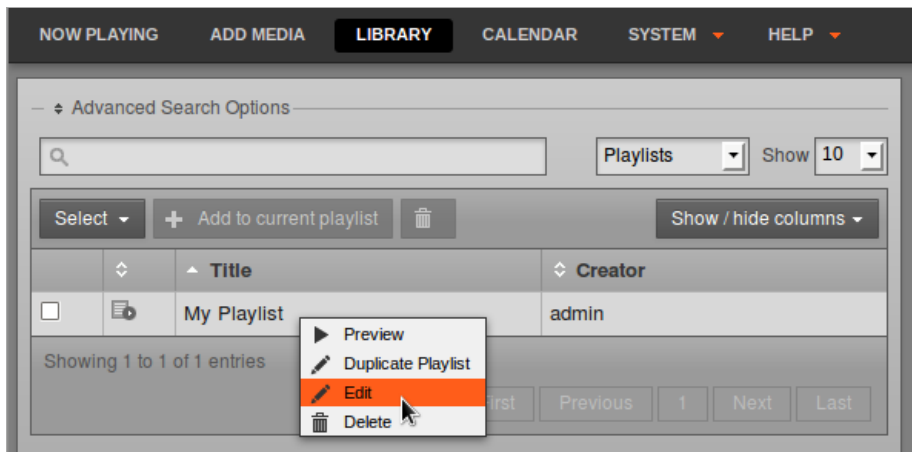 NOW PLAYING ADD MEDIA LIBRARY CALENDAR SYSTEM HELP
Advanced Search Options
Playlists Show 10
Select + Add to current playlist Show / hide columns
Title Creator
My Playlist admin
Preview
Showing 1 to 1 of 1 entries
Duplicate Playlist
Edit
Previous 1 Next Last
Delete